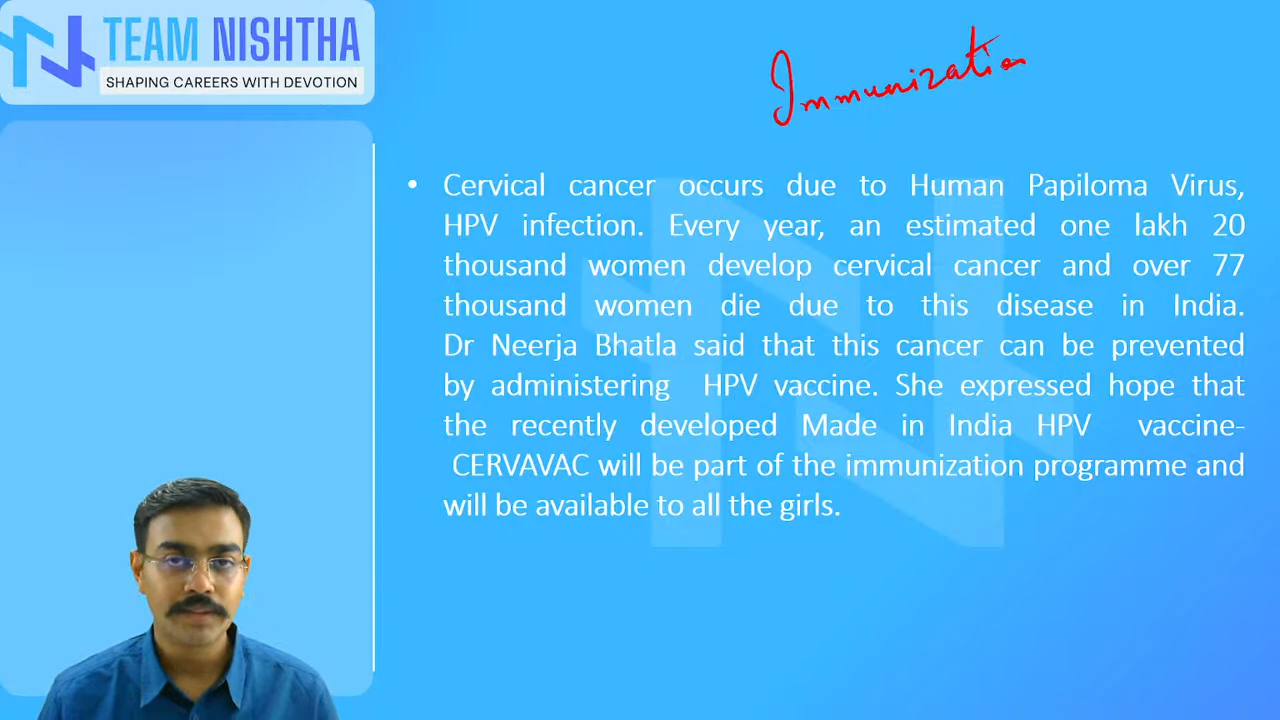 TEAM NISHTHA
SHAPING CAREERS WITH DEVOTION
Immunization
• Cervical cancer occurs due to Human Papiloma Virus,
HPV infection. Every year, an estimated one lakh 20
thousand women develop cervical cancer and over 77
thousand women die due to this disease in India.
Dr Neerja Bhatla said that this cancer can be prevented
by administering HPV vaccine. She expressed hope that
the recently developed Made in India HPV vaccine-
CERVAVAC will be part of the immunization programme and
will be available to all the girls.